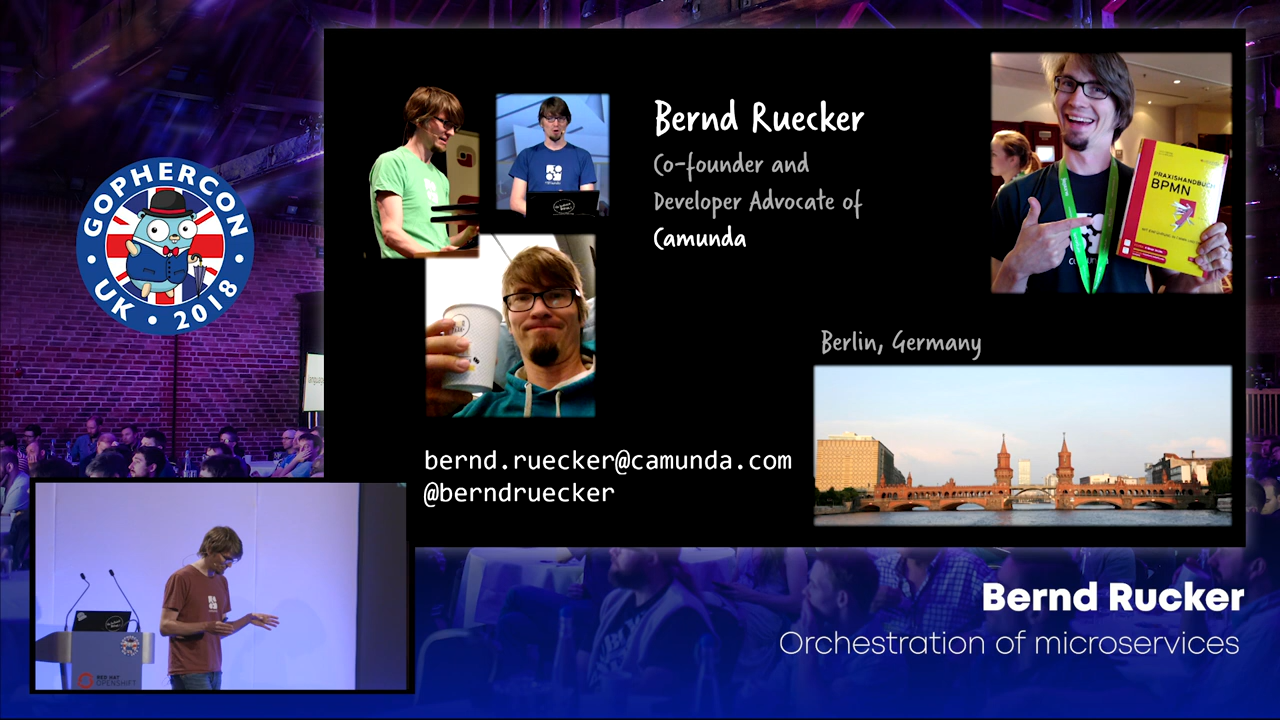 GOPHERCON
UK • 2018
Bernd Ruecker
Co-founder and
Developer Advocate of
Camunda
PRAXISHANDBUCH
BPMN
Berlin, Germany
bernd.ruecker@camunda.com
@berndruecker
RED HAT
OPENSHIFT
Bernd Rucker
Orchestration of microservices